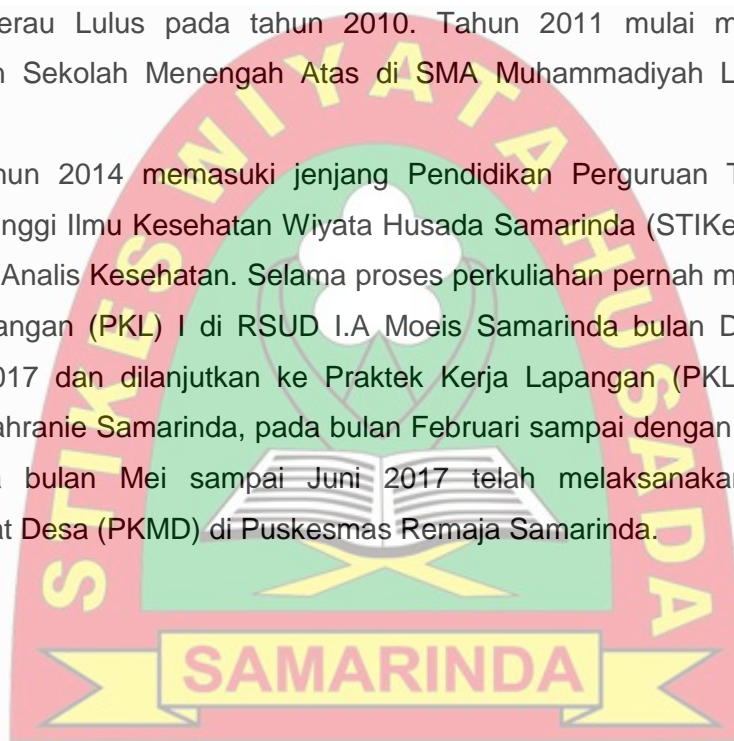 erau Lulus pada tahun 2010. Tahun 2011 mulai m
n Sekolah Menengah Atas di SMA Muhammadiyah L
hun 2014 memasuki jenjang Pendidikan Perguruan T
nggi Ilmu Kesehatan Wiyata Husada Samarinda (STIKe
Analis Kesehatan. Selama proses perkuliahan pernah m
angan (PKL) I di RSUD I.A Moeis Samarinda bulan D
017 dan dilanjutkan ke Praktek Kerja Lapangan (PKL
ahranie Samarinda, pada bulan Februari sampai dengan
bulan Mei sampai Juni 2017 telah melaksanakan
at Desa (PKMD) di Puskesmas Remaja Samarinda.
STIKES WIYATA HUSADA
SAMARINDA